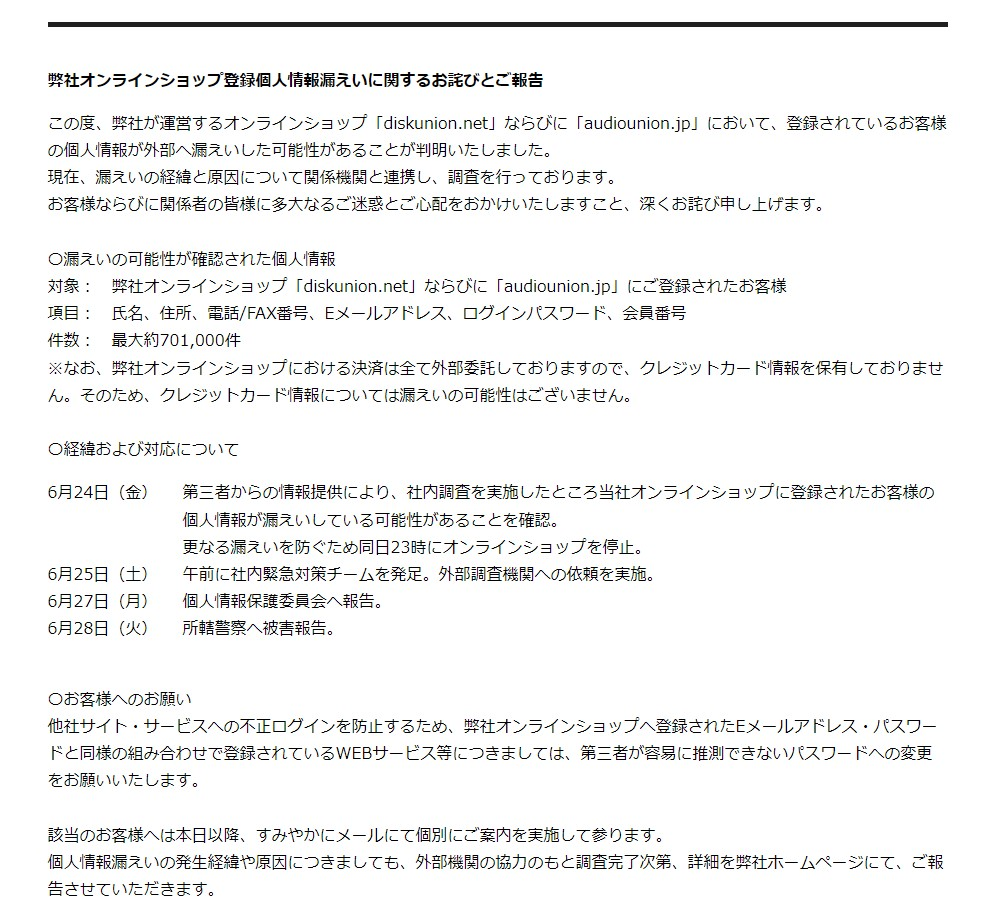 弊社オンラインショップ登録個人情報漏えいに関するお詫びとご報告
この度、弊社が運営するオンラインショップ「diskunion.net」ならびに「audiounion.jp」において、登録されているお客様
の個人情報が外部へ漏えいした可能性があることが判明いたしました。
現在、漏えいの経緯と原因について関係機関と連携し、調査を行っております。
お客様ならびに関係者の皆様に多大なるご迷惑とご心配をおかけいたしますこと、深くお詫び申し上げます。
〇漏えいの可能性が確認された個人情報
対象： 弊社オンラインショップ「diskunion.net」ならびに「audiounion.jp」にご登録されたお客様
項目： 氏名、住所、電話/FAX番号、Eメールアドレス、ログインパスワード、会員番号
件数： 最大約701,000件
※なお、弊社オンラインショップにおける決済は全て外部委託しておりますので、クレジットカード情報を保有しておりませ
ん。そのため、クレジットカード情報については漏えいの可能性はございません。
〇経緯および対応について
6月24日（金） 第三者からの情報提供により、社内調査を実施したところ当社オンラインショップに登録されたお客様の
個人情報が漏えいしている可能性があることを確認。
更なる漏えいを防ぐため同日23時にオンラインショップを停止。
6月25日（土） 午前に社内緊急対策チームを発足。外部調査機関への依頼を実施。
6月27日（月） 個人情報保護委員会へ報告。
6月28日（火） 所轄警察へ被害報告。
〇お客様へのお願い
他社サイト・サービスへの不正ログインを防止するため、弊社オンラインショップへ登録されたEメールアドレス・パスワー
ドと同様の組み合わせで登録されているWEBサービス等につきましては、第三者が容易に推測できないパスワードへの変更
をお願いいたします。
該当のお客様へは本日以降、すみやかにメールにて個別にご案内を実施して参ります。
個人情報漏えいの発生経緯や原因につきましても、外部機関の協力のもと調査完了次第、詳細を弊社ホームページにて、ご報
告させていただきます。